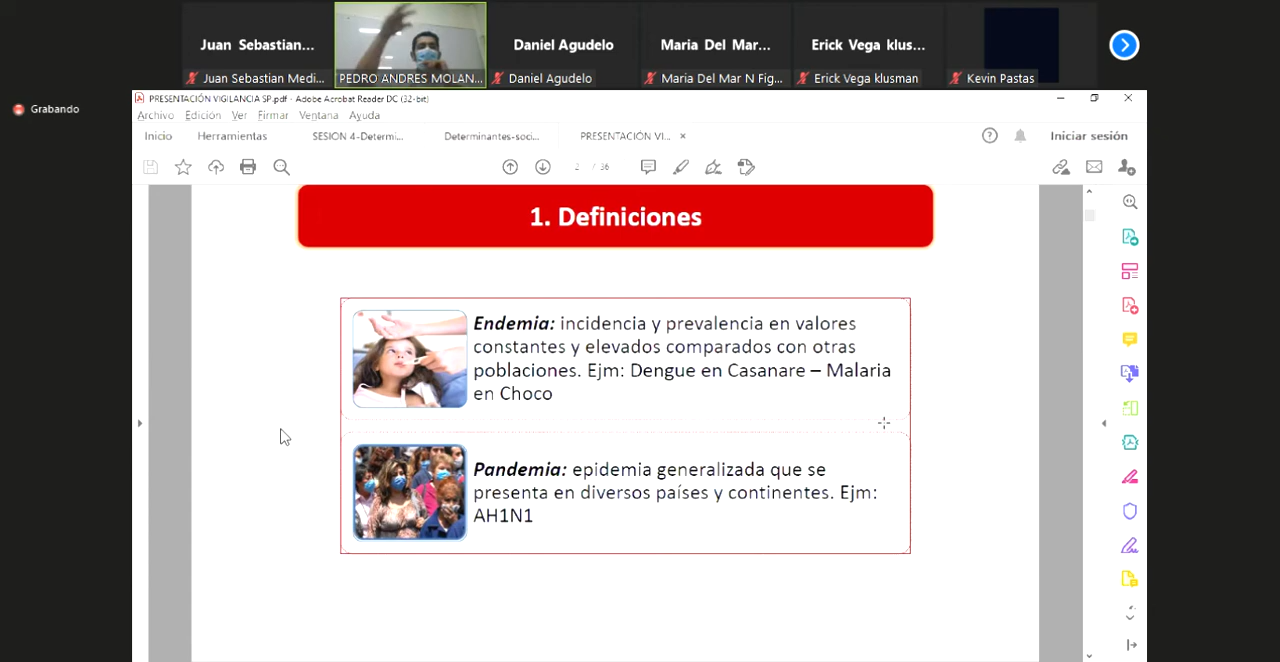 Juan Sebastian...
Daniel Agudelo
Maria Del Mar...
Erick Vega klus...
Juan Sebastian Medi...
PEDRO ANDRES MOLAN...
Daniel Agudelo
Maria Del Mar N Fig...
Erick Vega klusman
Kevin Pastas
Grabando
PRESENTACIÓN VIGILANCIA SP.pdf - Adobe Acrobat Reader DC (32-bit)
Archivo Edición Ver Firmar Ventana Ayuda
Inicio Herramientas SESION 4-Determi... Determinantes-soci... PRESENTACIÓN VI... × Iniciar sesión
2 / 36
1. Definiciones
Endemia: incidencia y prevalencia en valores
constantes y elevados comparados con otras
poblaciones. Ejm: Dengue en Casanare – Malaria
en Choco
Pandemia: epidemia generalizada que se
presenta en diversos países y continentes. Ejm:
AH1N1